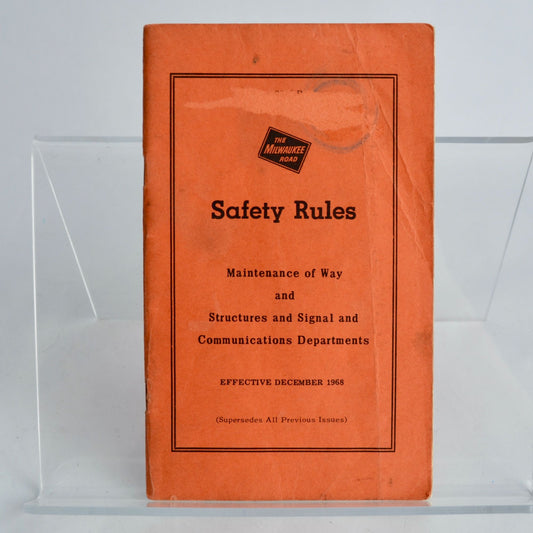 THE
MILWAUKEE
ROAD
Safety Rules
Maintenance of Way
and
Structures and Signal and
Communications Departments
EFFECTIVE DECEMBER 1968
(Supersedes All Previous Issues)